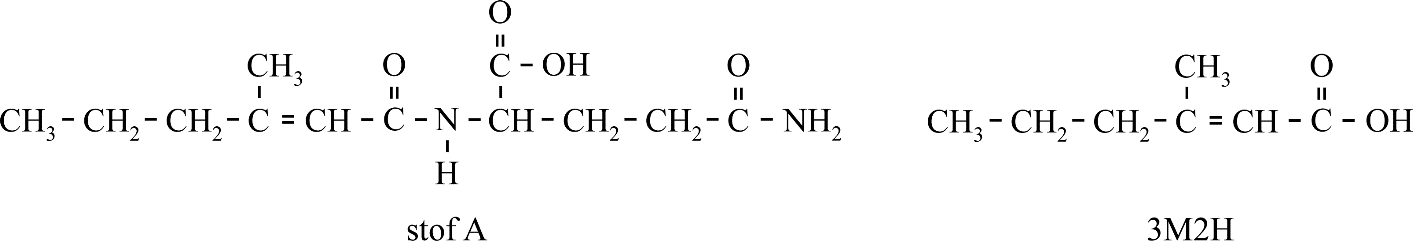 O
O C – OH CH₃ O
CH₃ O
CH₃ – CH₂ – CH₂ – C = CH – C – N – CH – CH₂ – CH₂ – C – NH₂ CH₃ – CH₂ – CH₂ – C = CH – C – OH
H
stof A 3M2H